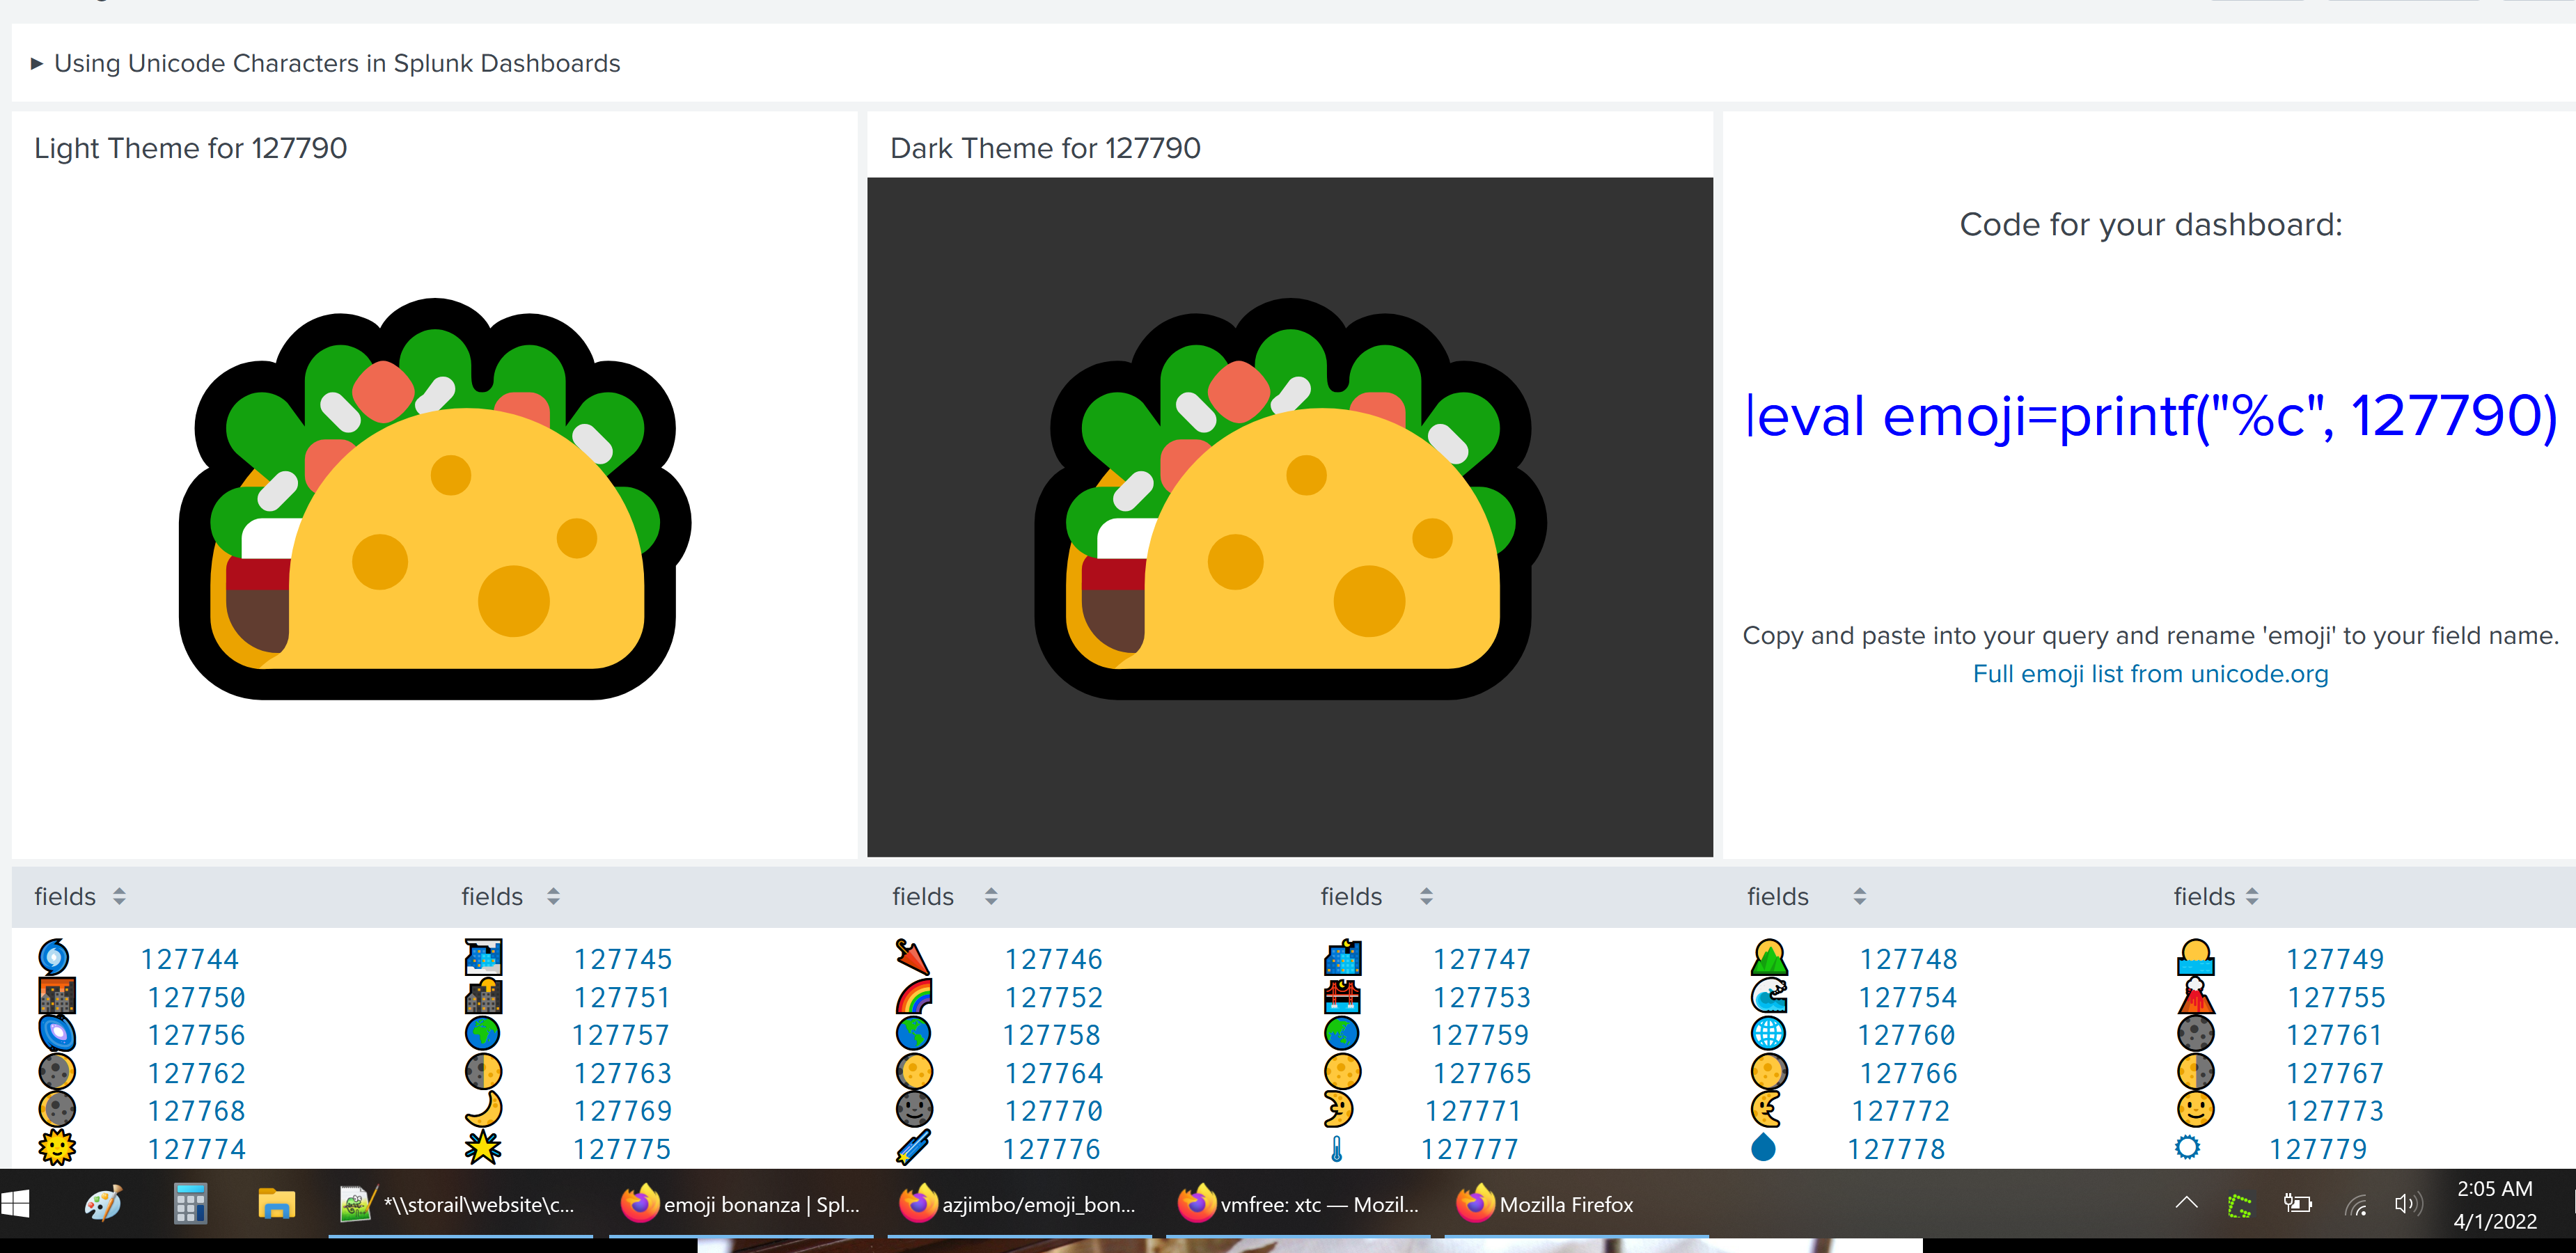 ▸ Using Unicode Characters in Splunk Dashboards
Light Theme for 127790
Dark Theme for 127790
Code for your dashboard:
|eval emoji=printf("%c", 127790)
Copy and paste into your query and rename 'emoji' to your field name.
Full emoji list from unicode.org
fields fields fields fields fields fields
127744 127745 127746 127747 127748 127749
127750 127751 127752 127753 127754 127755
127756 127757 127758 127759 127760 127761
127762 127763 127764 127765 127766 127767
127768 127769 127770 127771 127772 127773
127774 127775 127776 127777 127778 127779
*\\storail\website\c... emoji bonanza | Spl... azjimbo/emoji_bon... vmfree: xtc — Mozil... Mozilla Firefox
2:05 AM
4/1/2022